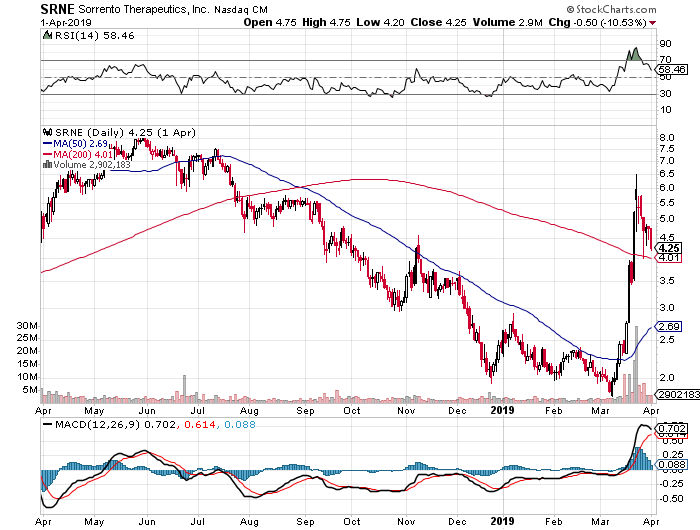 SRNE Sorrento Therapeutics, Inc. Nasdaq CM © StockCharts.com
1-Apr-2019 Open 4.75 High 4.75 Low 4.20 Close 4.25 Volume 2.9M Chg -0.50 (-10.53%)
RSI(14) 58.46
90
70
58.46
50
30
10
SRNE (Daily) 4.25 (1 Apr)
MA(50) 2.69
MA(200) 4.01
Volume 2,902,183
8.0
7.5
7.0
6.5
6.0
5.5
5.0
4.5
4.25
4.01
3.5
3.0
2.69
2.0
2902183
30M
25M
20M
15M
10M
5M
Apr May Jun Jul Aug Sep Oct Nov Dec 2019 Feb Mar Apr
MACD(12,26,9) 0.702, 0.614, 0.088
0.702
0.614
0.50
0.25
0.088
0.00
-0.25
-0.50
Apr May Jun Jul Aug Sep Oct Nov Dec 2019 Feb Mar Apr